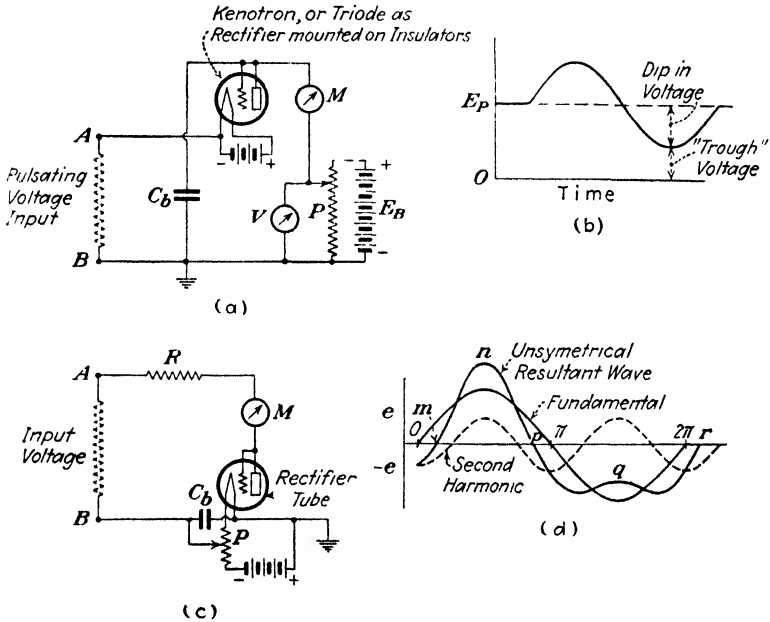 Kenotron, or Triode as
Rectifier mounted on Insulators
A
M
Pulsating
Voltage
Input
C_b
- +
V
P
- +
E_B
-
B
(a)
E_P
Dip in
Voltage
"Trough"
Voltage
O
Time
(b)
R
A
M
Input
Voltage
Rectifier
Tube
C_b
B
P
- +
(c)
n
Unsymetrical
Resultant Wave
e
m
Fundamental
O
p
π
2π
r
-e
Second
Harmonic
q
(d)